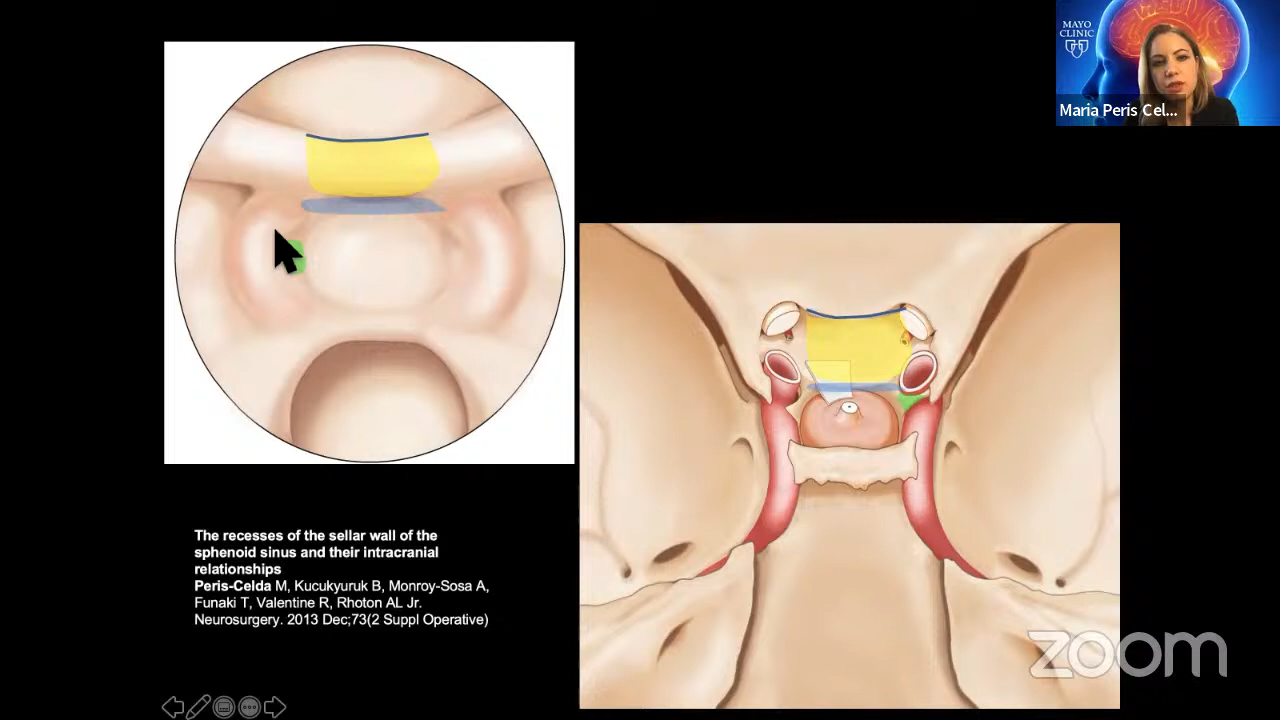 MAYO
CLINIC
Maria Peris Cel...
The recesses of the sellar wall of the
sphenoid sinus and their intracranial
relationships
Peris-Celda M, Kucukyuruk B, Monroy-Sosa A,
Funaki T, Valentine R, Rhoton AL Jr.
Neurosurgery. 2013 Dec;73(2 Suppl Operative)
zoom